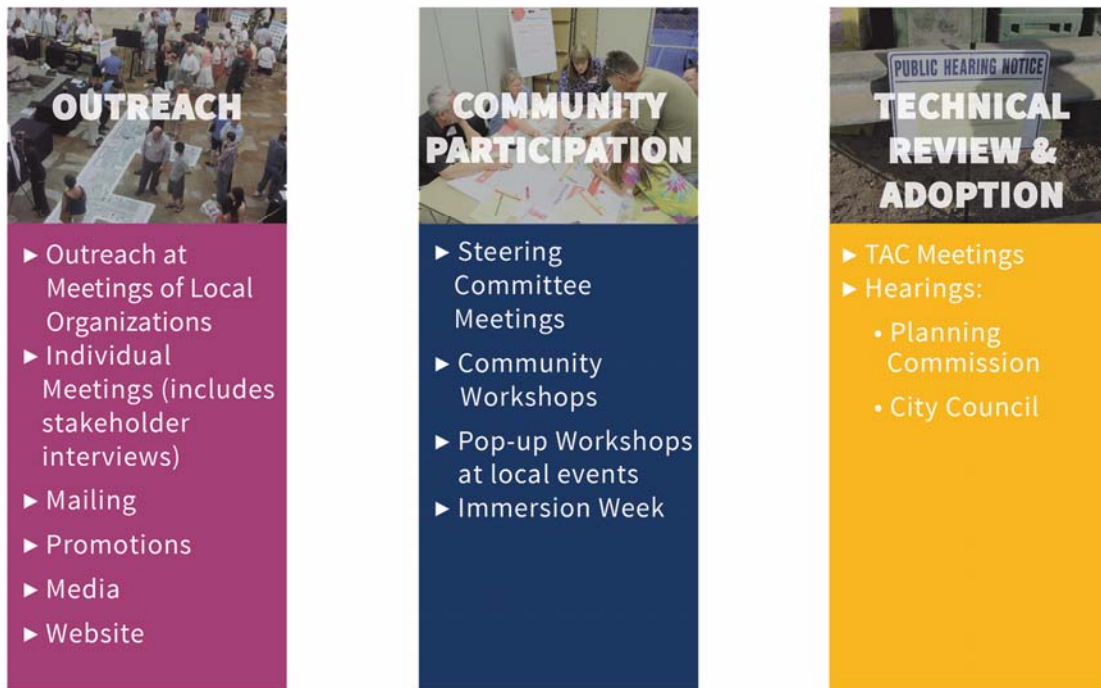 OUTREACH
► Outreach at
Meetings of Local
Organizations
► Individual
Meetings (includes
stakeholder
interviews)
► Mailing
► Promotions
► Media
► Website
COMMUNITY
PARTICIPATION
► Steering
Committee
Meetings
► Community
Workshops
► Pop-up Workshops
at local events
► Immersion Week
PUBLIC HEARING NOTICE
TECHNICAL
REVIEW &
ADOPTION
► TAC Meetings
► Hearings:
• Planning
Commission
• City Council